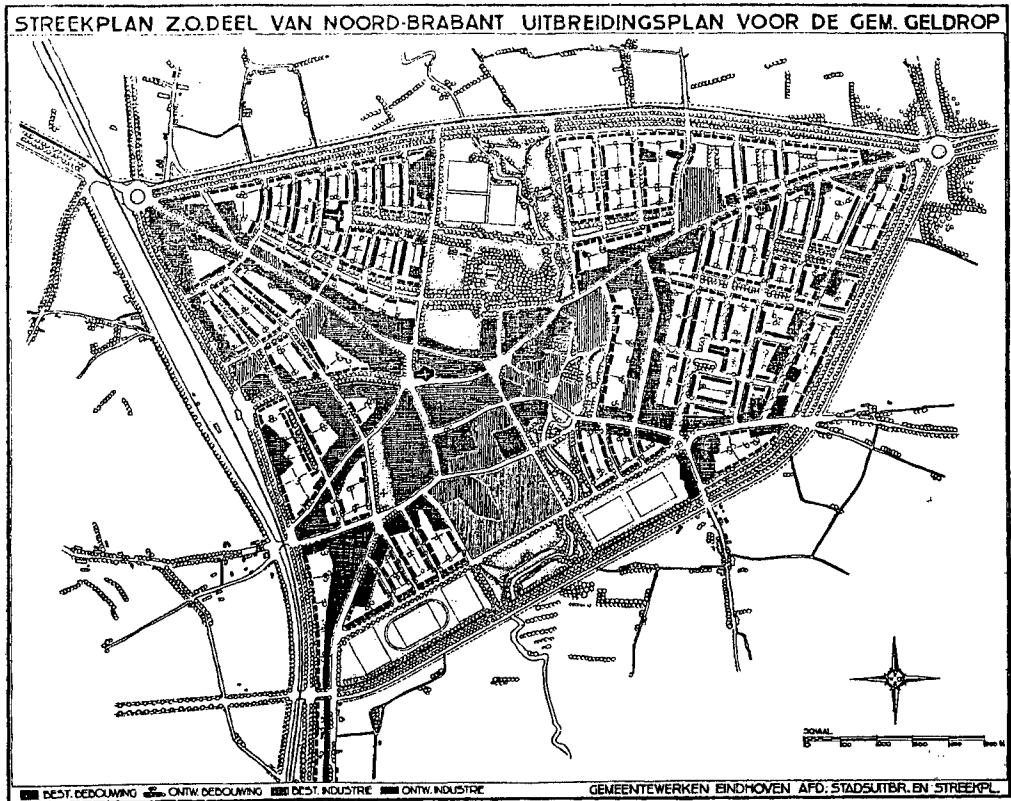 STREEKPLAN Z.O.DEEL VAN NOORD-BRABANT UITBREIDINGSPLAN VOOR DE GEM. GELDROP
SCHAAL
BEST. BEBOUWING ONTW. BEBOUWING BEST. INDUSTRIE ONTW. INDUSTRIE
GEMEENTEWERKEN EINDHOVEN AFD. STADSUITBR. EN STREEKPL.